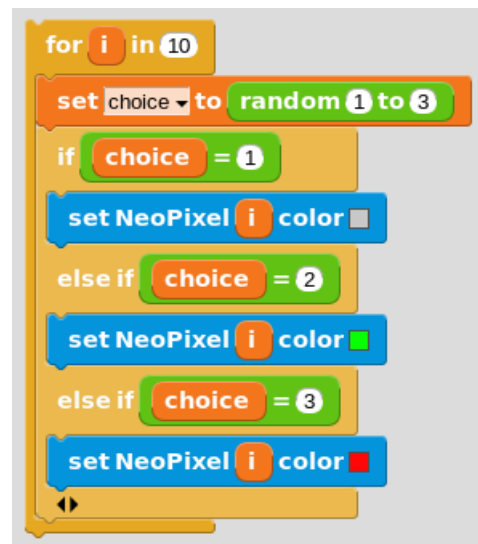 for i in 10
set choice to random 1 to 3
if choice = 1
set NeoPixel i color
else if choice = 2
set NeoPixel i color
else if choice = 3
set NeoPixel i color